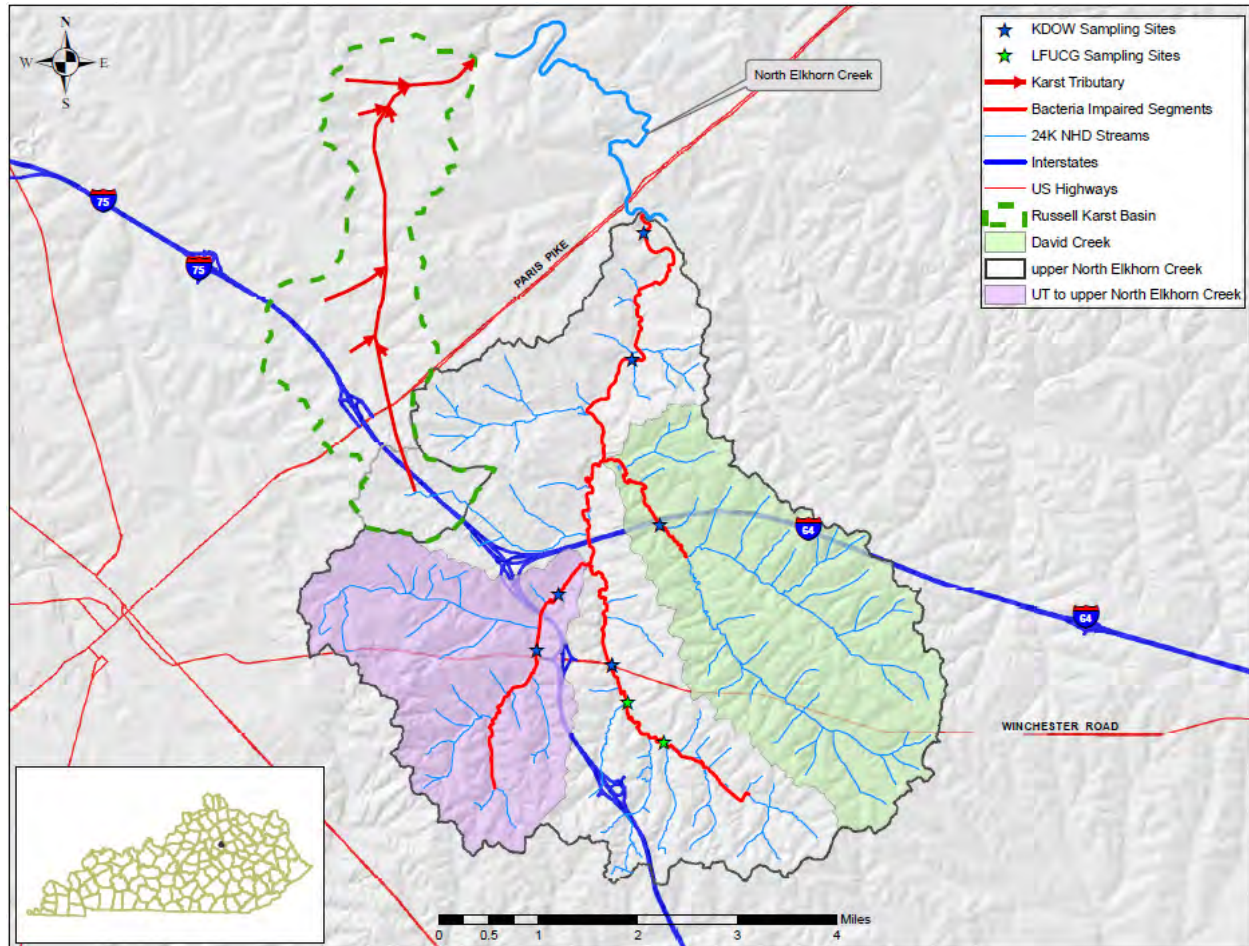 N
W
E
S
North Elkhorn Creek
KDOW Sampling Sites
LFUCG Sampling Sites
Karst Tributary
Bacteria Impaired Segments
24K NHD Streams
Interstates
US Highways
Russell Karst Basin
David Creek
upper North Elkhorn Creek
UT to upper North Elkhorn Creek
75
75
PARIS PIKE
64
64
WINCHESTER ROAD
Miles
0 0.5 1 2 3 4